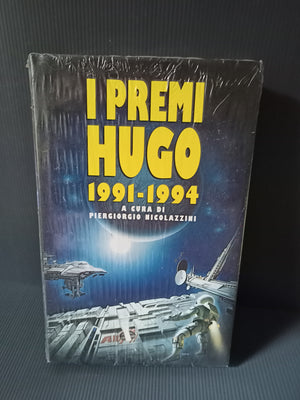 I PREMI
HUGO
1991-1994
A CURA DI
PIERGIORGIO NICOLAZZINI